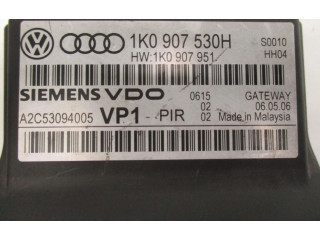 1K0 907 530H S0010
HW:1K0 907 951 HH04
SIEMENS VDO 0615 GATEWAY
02 06.05.06
A2C53094005 VP1 - PIR 02 Made in Malaysia